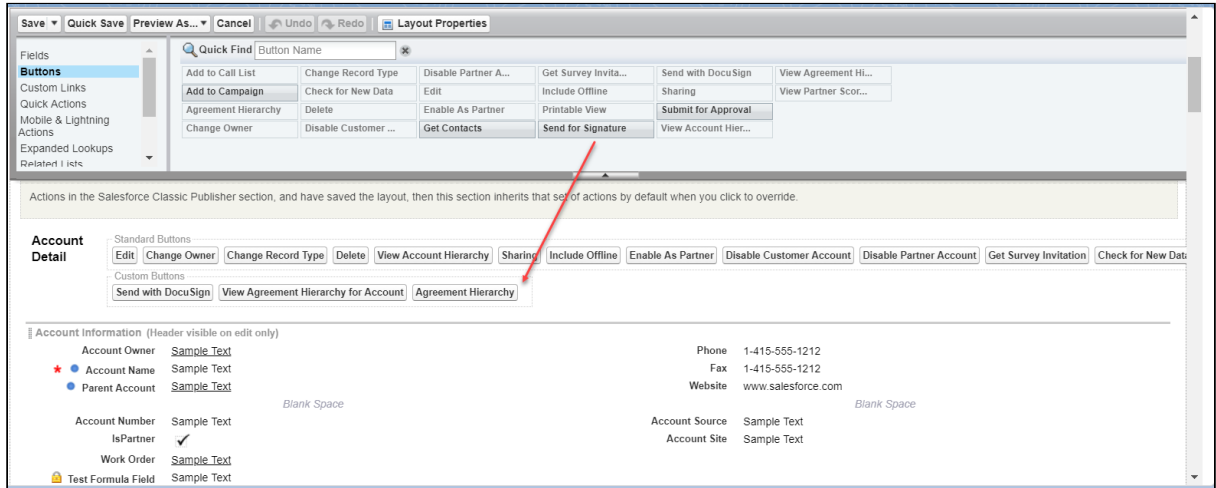 Save Quick Save Preview As... Cancel Undo Redo Layout Properties
Fields
Buttons
Custom Links
Quick Actions
Mobile & Lightning
Actions
Expanded Lookups
Related Lists
Quick Find Button Name
Add to Call List Change Record Type Disable Partner A... Get Survey Invita... Send with DocuSign View Agreement Hi...
Add to Campaign Check for New Data Edit Include Offline Sharing View Partner Scor...
Agreement Hierarchy Delete Enable As Partner Printable View Submit for Approval
Change Owner Disable Customer ... Get Contacts Send for Signature View Account Hier...
Actions in the Salesforce Classic Publisher section, and have saved the layout, then this section inherits that set of actions by default when you click to override.
Account
Detail
Standard Buttons
Edit Change Owner Change Record Type Delete View Account Hierarchy Sharing Include Offline Enable As Partner Disable Customer Account Disable Partner Account Get Survey Invitation Check for New Data
Custom Buttons
Send with DocuSign View Agreement Hierarchy for Account Agreement Hierarchy
Account Information (Header visible on edit only)
Account Owner Sample Text Phone 1-415-555-1212
* Account Name Sample Text Fax 1-415-555-1212
Parent Account Sample Text Website www.salesforce.com
Blank Space Blank Space
Account Number Sample Text Account Source Sample Text
IsPartner Account Site Sample Text
Work Order Sample Text
Test Formula Field Sample Text